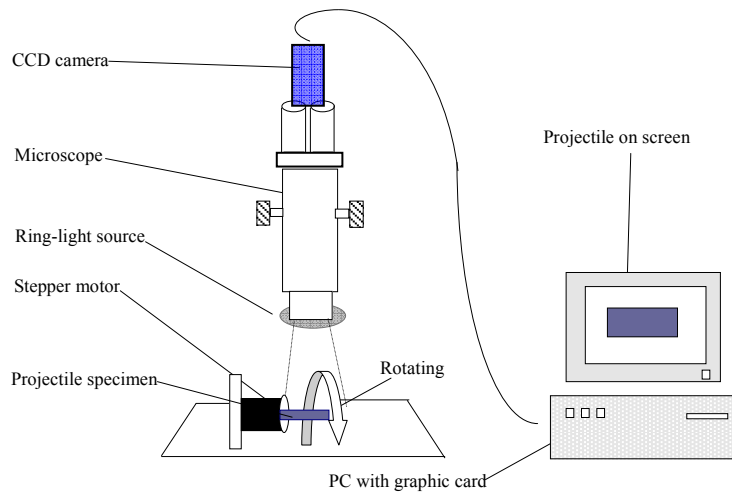 CCD camera
Projectile on screen
Microscope
Ring-light source
Stepper motor
Projectile specimen
Rotating
PC with graphic card